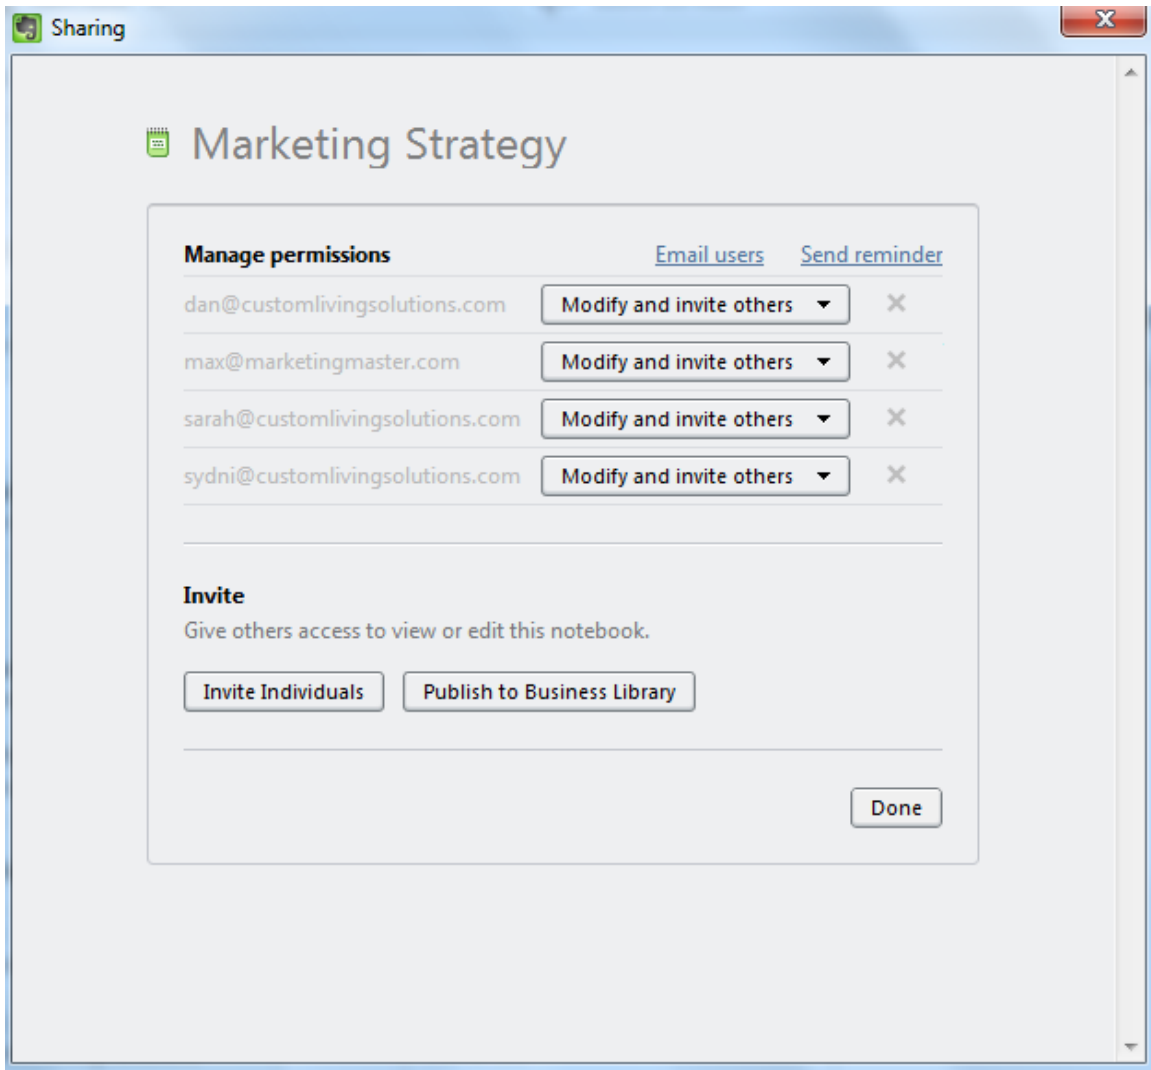 Sharing
Marketing Strategy
Manage permissions Email users Send reminder
dan@customlivingsolutions.com Modify and invite others
max@marketingmaster.com Modify and invite others
sarah@customlivingsolutions.com Modify and invite others
sydni@customlivingsolutions.com Modify and invite others
Invite
Give others access to view or edit this notebook.
Invite Individuals Publish to Business Library
Done